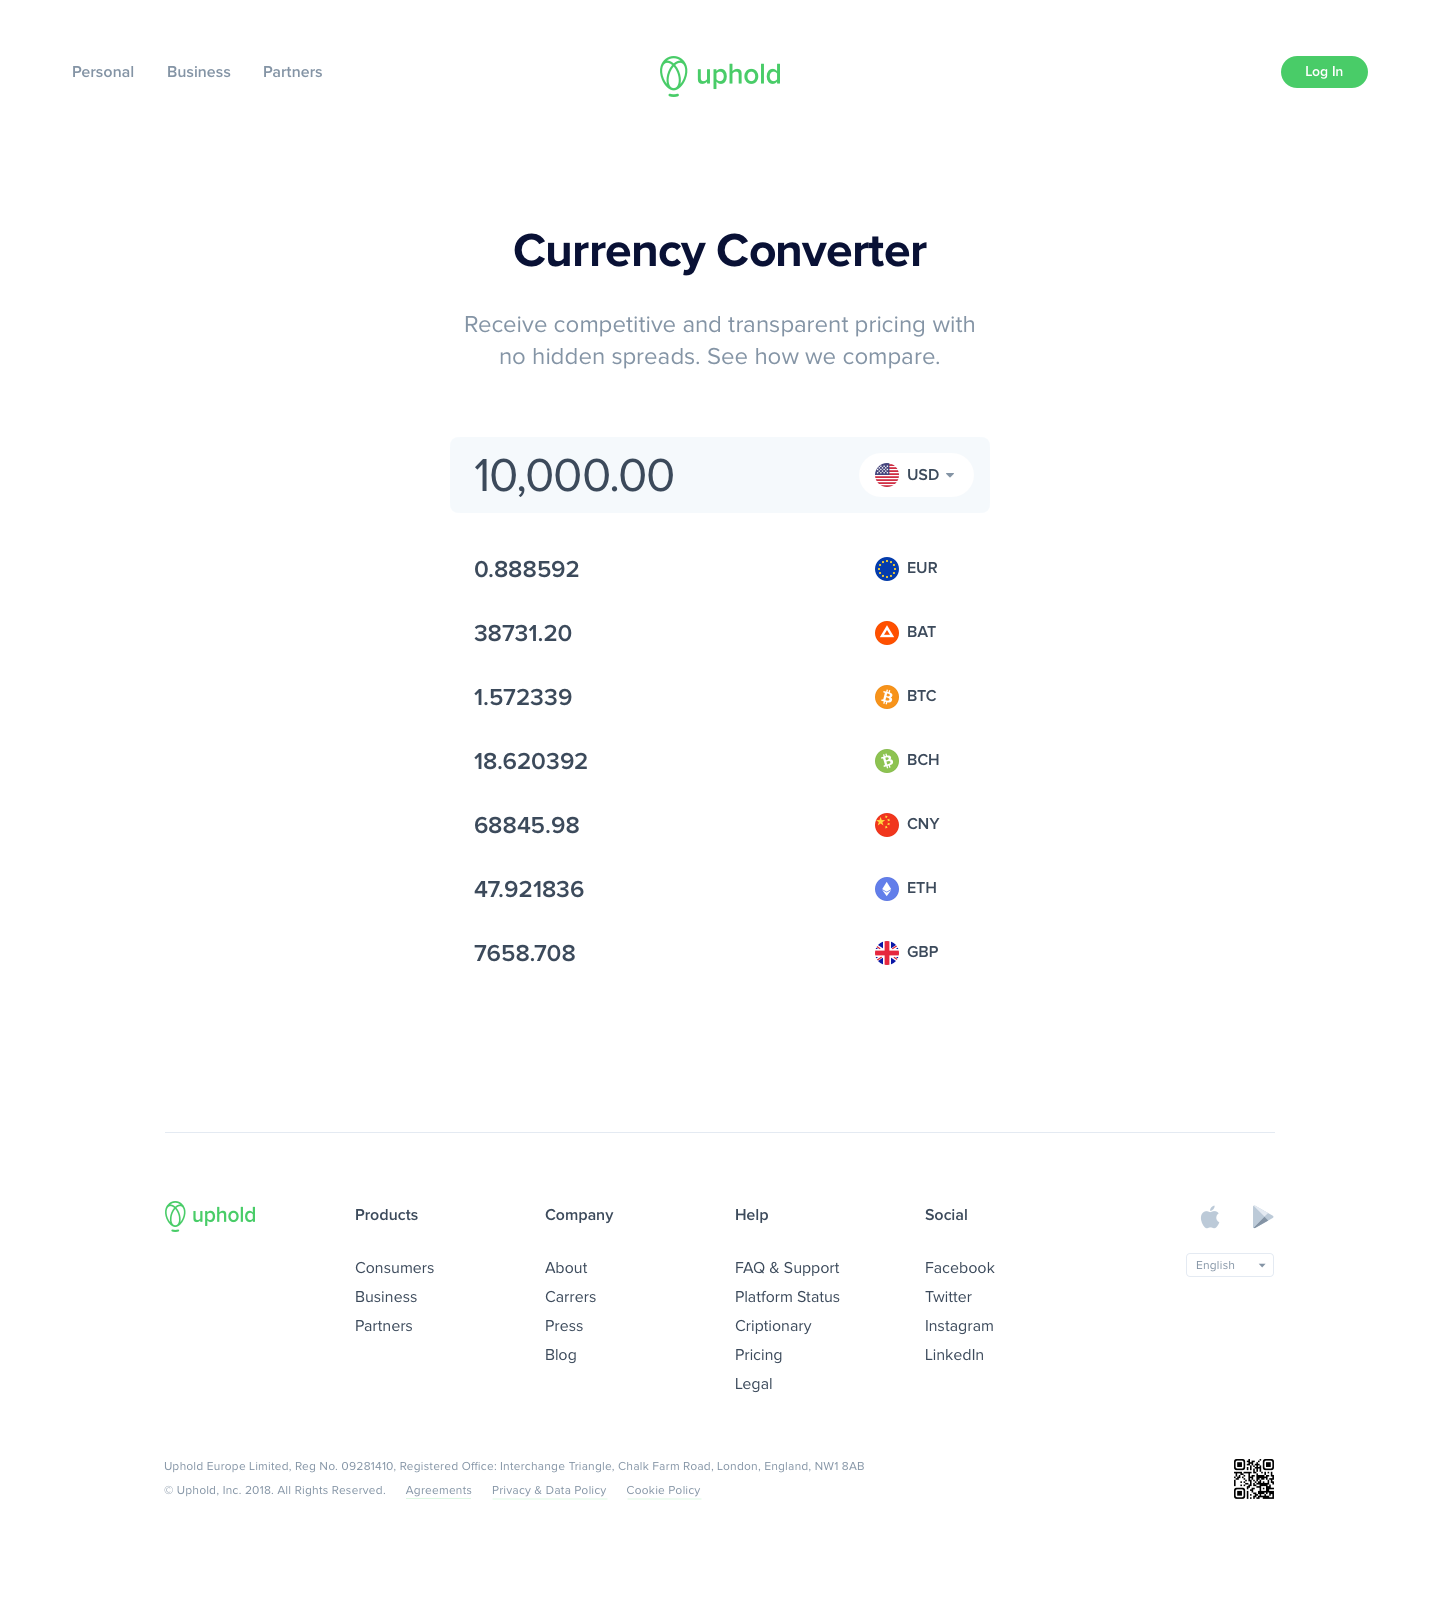 Personal Business Partners
uphold
Log In
Currency Converter
Receive competitive and transparent pricing with
no hidden spreads. See how we compare.
10,000.00 USD
0.888592 EUR
38731.20 BAT
1.572339 BTC
18.620392 BCH
68845.98 CNY
47.921836 ETH
7658.708 GBP
uphold
Products
Consumers
Business
Partners
Company
About
Carrers
Press
Blog
Help
FAQ & Support
Platform Status
Criptionary
Pricing
Legal
Social
Facebook
Twitter
Instagram
LinkedIn
English
Uphold Europe Limited, Reg No. 09281410, Registered Office: Interchange Triangle, Chalk Farm Road, London, England, NW1 8AB
© Uphold, Inc. 2018. All Rights Reserved. Agreements Privacy & Data Policy Cookie Policy